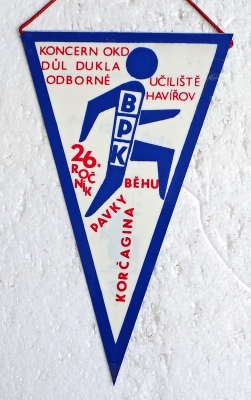 KONCERN OKD
DŮL DUKLA
ODBORNÉ UČILIŠTĚ
HAVÍŘOV
BPK
26. ROČNÍK
BĚHU
PAVKY
KORČAGINA